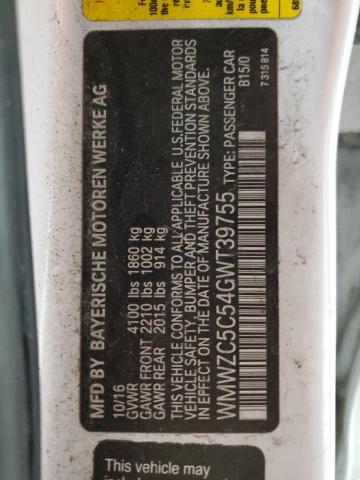 MFD BY BAYERISCHE MOTOREN WERKE AG
10/16
GVWR 4100 lbs 1860 kg
GAWR FRONT 2210 lbs 1002 kg
GAWR REAR 2015 lbs 914 kg
THIS VEHICLE CONFORMS TO ALL APPLICABLE U.S.FEDERAL MOTOR
VEHICLE SAFETY, BUMPER AND THEFT PREVENTION STANDARDS
IN EFFECT ON THE DATE OF MANUFACTURE SHOWN ABOVE.
WMWZC5C54GWT39755 TYPE: PASSENGER CAR
B15/0
7 315 814
This vehicle may